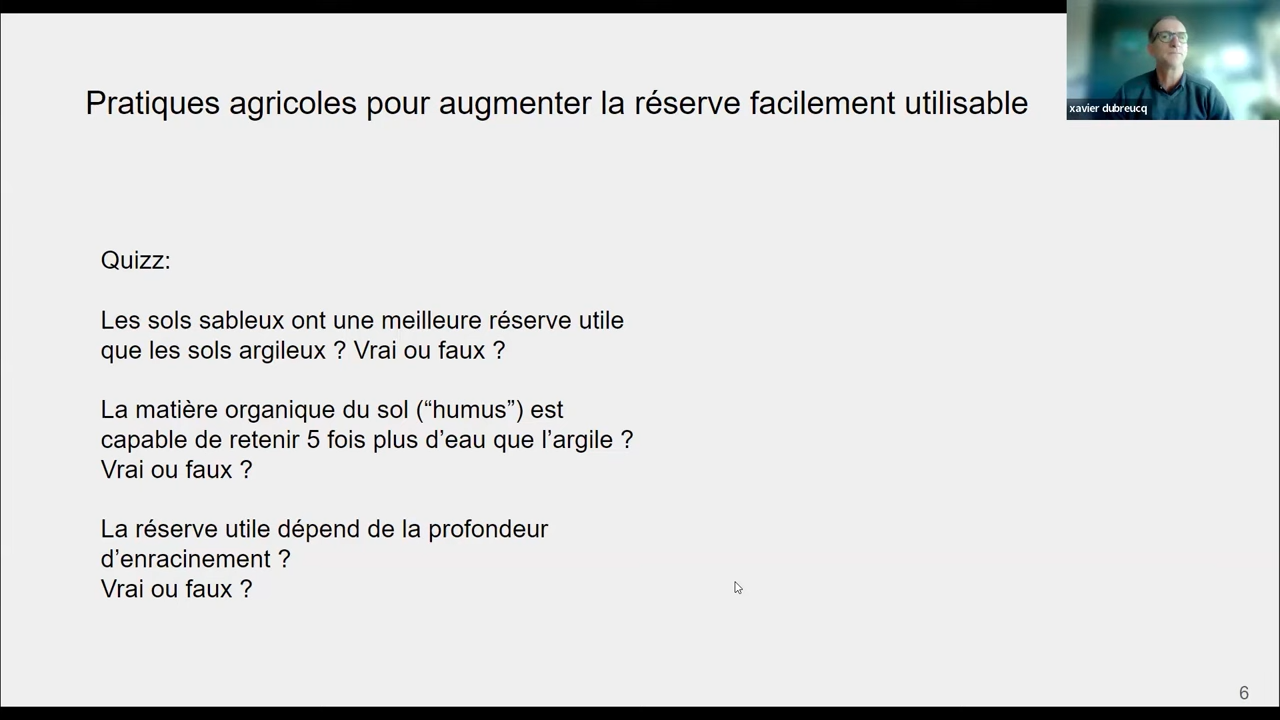 Pratiques agricoles pour augmenter la réserve facilement utilisable
xavier dubreucq
Quizz:
Les sols sableux ont une meilleure réserve utile
que les sols argileux ? Vrai ou faux ?
La matière organique du sol (“humus”) est
capable de retenir 5 fois plus d’eau que l’argile ?
Vrai ou faux ?
La réserve utile dépend de la profondeur
d’enracinement ?
Vrai ou faux ?
6